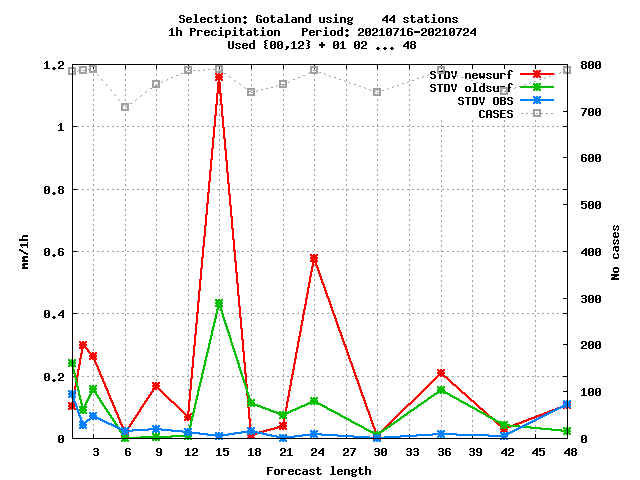 Selection: Gotaland using    44 stations
1h Precipitation   Period: 20210716-20210724
Used {00,12} + 01 02 ... 48
STDV newsurf
STDV oldsurf
STDV OBS
CASES
1.2
1
0.8
0.6
0.4
0.2
0
mm/1h
800
700
600
500
400
300
200
100
0
No cases
3 6 9 12 15 18 21 24 27 30 33 36 39 42 45 48
Forecast length